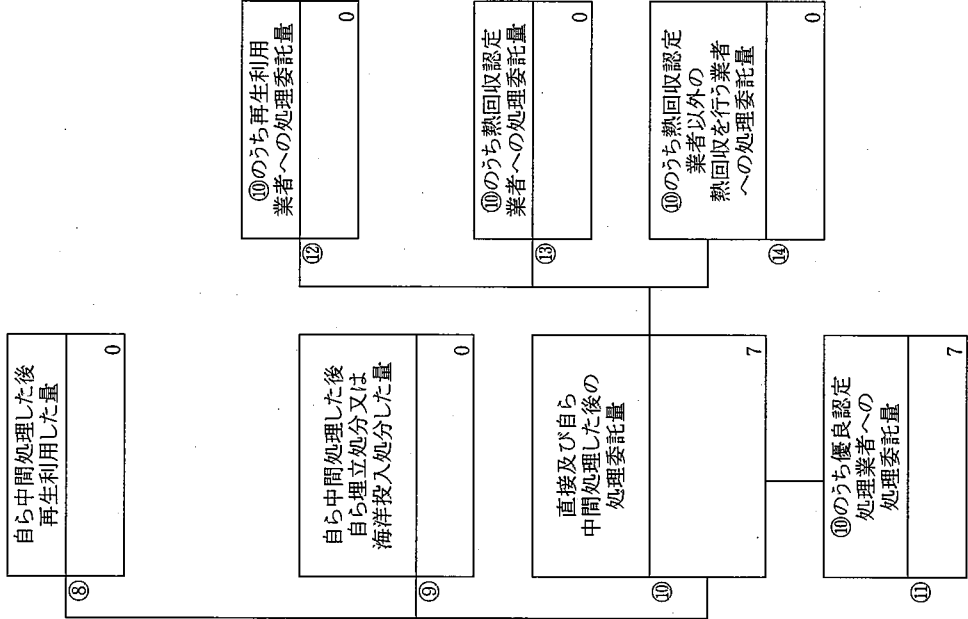 ⑧
自ら中間処理した後
再生利用した量
0
⑨
自ら中間処理した後
自ら埋立処分又は
海洋投入処分した量
0
⑩
直接及び自ら
中間処理した後の
処理委託量
7
⑪
⑩のうち優良認定
処理業者への
処理委託量
7
⑫
⑩のうち再生利用
業者への処理委託量
0
⑬
⑩のうち熱回収認定
業者への処理委託量
0
⑭
⑩のうち熱回収認定
業者以外の
熱回収を行う業者
への処理委託量
0